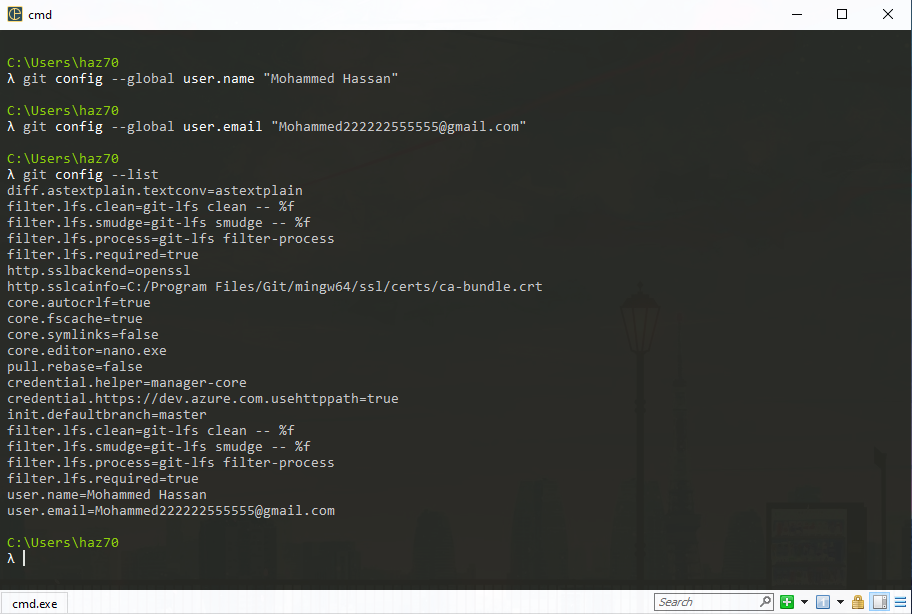 cmd
C:\Users\haz70
λ git config --global user.name "Mohammed Hassan"
C:\Users\haz70
λ git config --global user.email "Mohammed222222555555@gmail.com"
C:\Users\haz70
λ git config --list
diff.astextplain.textconv=astextplain
filter.lfs.clean=git-lfs clean -- %f
filter.lfs.smudge=git-lfs smudge -- %f
filter.lfs.process=git-lfs filter-process
filter.lfs.required=true
http.sslbackend=openssl
http.sslcainfo=C:/Program Files/Git/mingw64/ssl/certs/ca-bundle.crt
core.autocrlf=true
core.fscache=true
core.symlinks=false
core.editor=nano.exe
pull.rebase=false
credential.helper=manager-core
credential.https://dev.azure.com.usehttppath=true
init.defaultbranch=master
filter.lfs.clean=git-lfs clean -- %f
filter.lfs.smudge=git-lfs smudge -- %f
filter.lfs.process=git-lfs filter-process
filter.lfs.required=true
user.name=Mohammed Hassan
user.email=Mohammed222222555555@gmail.com
C:\Users\haz70
λ
cmd.exe
Search